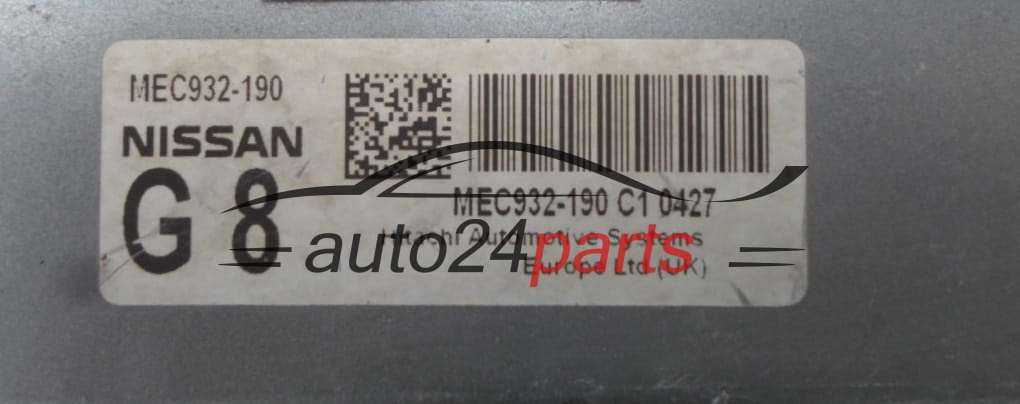 MEC932-190
NISSAN
G 8
MEC932-190 C1 0427
Hitachi Automotive Systems
Europe Ltd (UK)
auto24parts